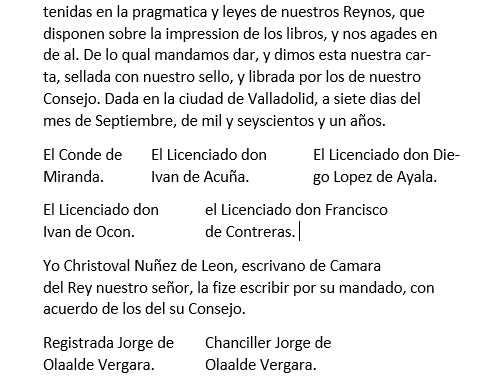 tenidas en la pragmatica y leyes de nuestros Reynos, que
disponen sobre la impression de los libros, y nos agades en
de al. De lo qual mandamos dar, y dimos esta nuestra car-
ta, sellada con nuestro sello, y librada por los de nuestro
Consejo. Dada en la ciudad de Valladolid, a siete dias del
mes de Septiembre, de mil y seyscientos y un años.
El Conde de El Licenciado don El Licenciado don Die-
Miranda. Ivan de Acuña. go Lopez de Ayala.
El Licenciado don el Licenciado don Francisco
Ivan de Ocon. de Contreras.
Yo Christoval Nuñez de Leon, escrivano de Camara
del Rey nuestro señor, la fize escribir por su mandado, con
acuerdo de los del su Consejo.
Registrada Jorge de Chanciller Jorge de
Olaalde Vergara. Olaalde Vergara.